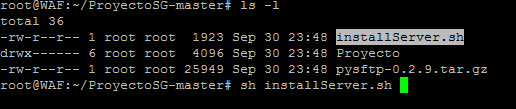 root@WAF:~/ProyectoSG-master# ls -l
total 36
-rw-r--r-- 1 root root  1923 Sep 30 23:48 installServer.sh
drwx------ 6 root root  4096 Sep 30 23:48 Proyecto
-rw-r--r-- 1 root root 25949 Sep 30 23:48 pysftp-0.2.9.tar.gz
root@WAF:~/ProyectoSG-master# sh installServer.sh